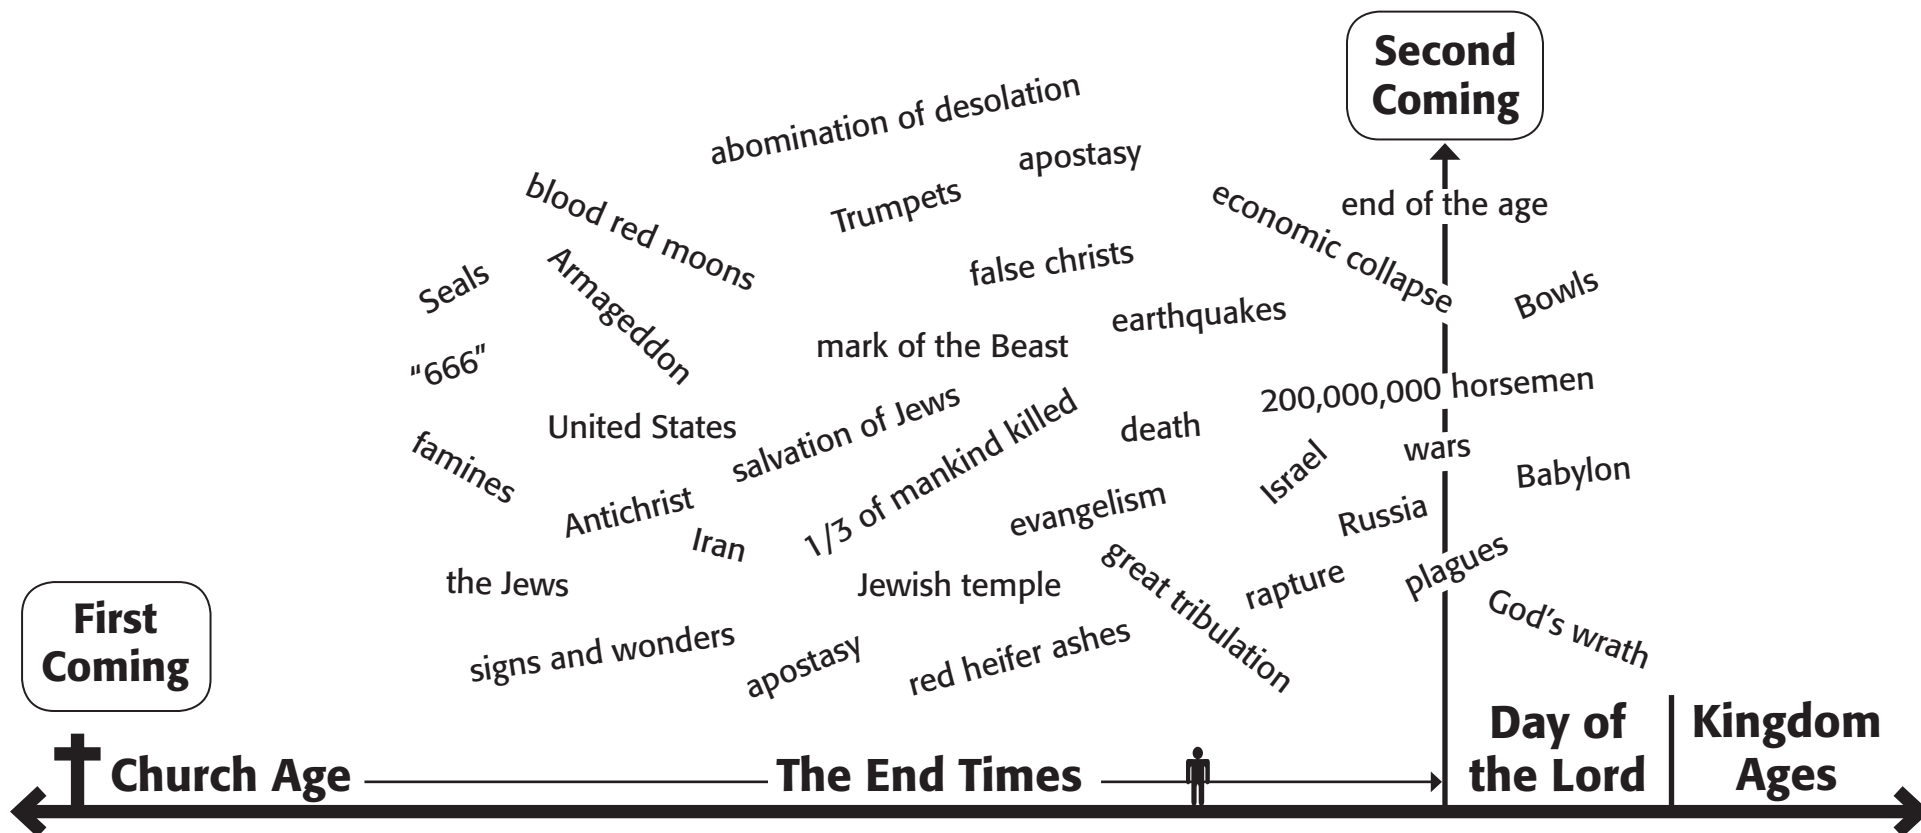 Second
Coming
abomination of desolation
apostasy
blood red moons
Trumpets
economic collapse
end of the age
Seals
Armageddon
false christs
Bowls
earthquakes
"666"
mark of the Beast
200,000,000 horsemen
United States
salvation of Jews
1/3 of mankind killed
death
famines
Israel
wars
Babylon
Antichrist
evangelism
Russia
Iran
the Jews
Jewish temple
great tribulation
rapture
plagues
God's wrath
First
Coming
signs and wonders
apostasy
red heifer ashes
Church Age
The End Times
Day of
the Lord
Kingdom
Ages